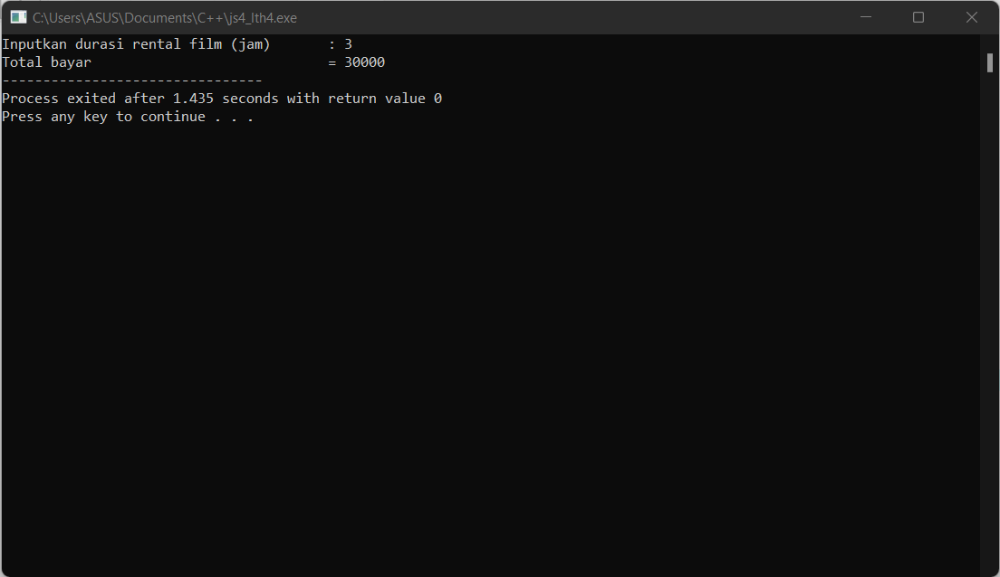 C:\Users\ASUS\Documents\C++\js4_lth4.exe
Inputkan durasi rental film (jam)       : 3
Total bayar                             = 30000
--------------------------------
Process exited after 1.435 seconds with return value 0
Press any key to continue . . .